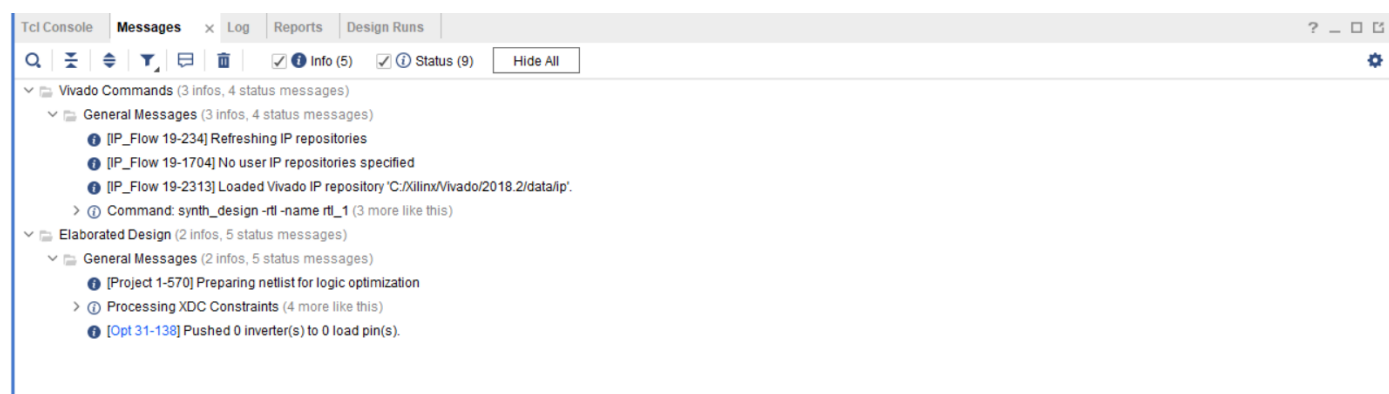 Tcl Console Messages × Log Reports Design Runs ?
Info (5) Status (9) Hide All
Vivado Commands (3 infos, 4 status messages)
General Messages (3 infos, 4 status messages)
[IP_Flow 19-234] Refreshing IP repositories
[IP_Flow 19-1704] No user IP repositories specified
[IP_Flow 19-2313] Loaded Vivado IP repository 'C:/Xilinx/Vivado/2018.2/data/ip'.
Command: synth_design -rtl -name rtl_1 (3 more like this)
Elaborated Design (2 infos, 5 status messages)
General Messages (2 infos, 5 status messages)
[Project 1-570] Preparing netlist for logic optimization
Processing XDC Constraints (4 more like this)
[Opt 31-138] Pushed 0 inverter(s) to 0 load pin(s).